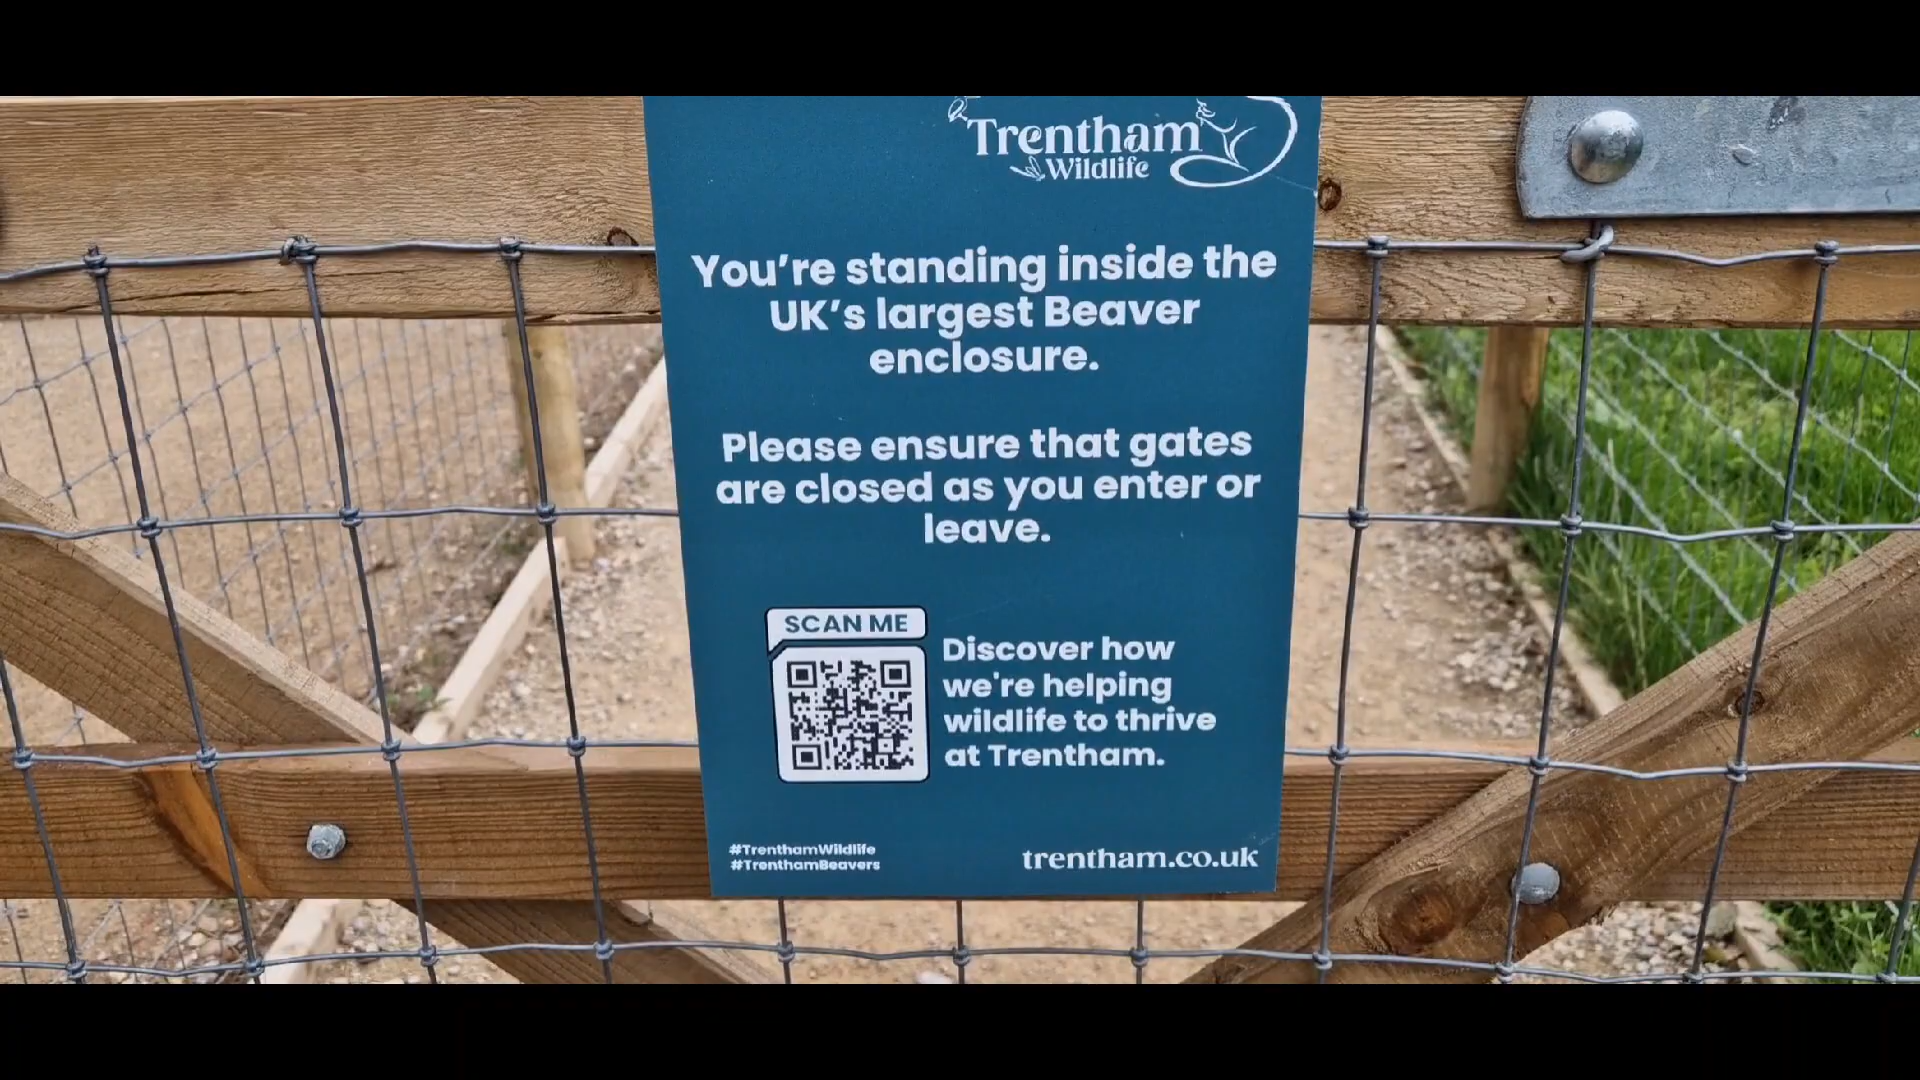 Trentham
Wildlife
You're standing inside the
UK's largest Beaver
enclosure.
Please ensure that gates
are closed as you enter or
leave.
SCAN ME
Discover how
we're helping
wildlife to thrive
at Trentham.
#TrenthamWildlife
#TrenthamBeavers
trentham.co.uk